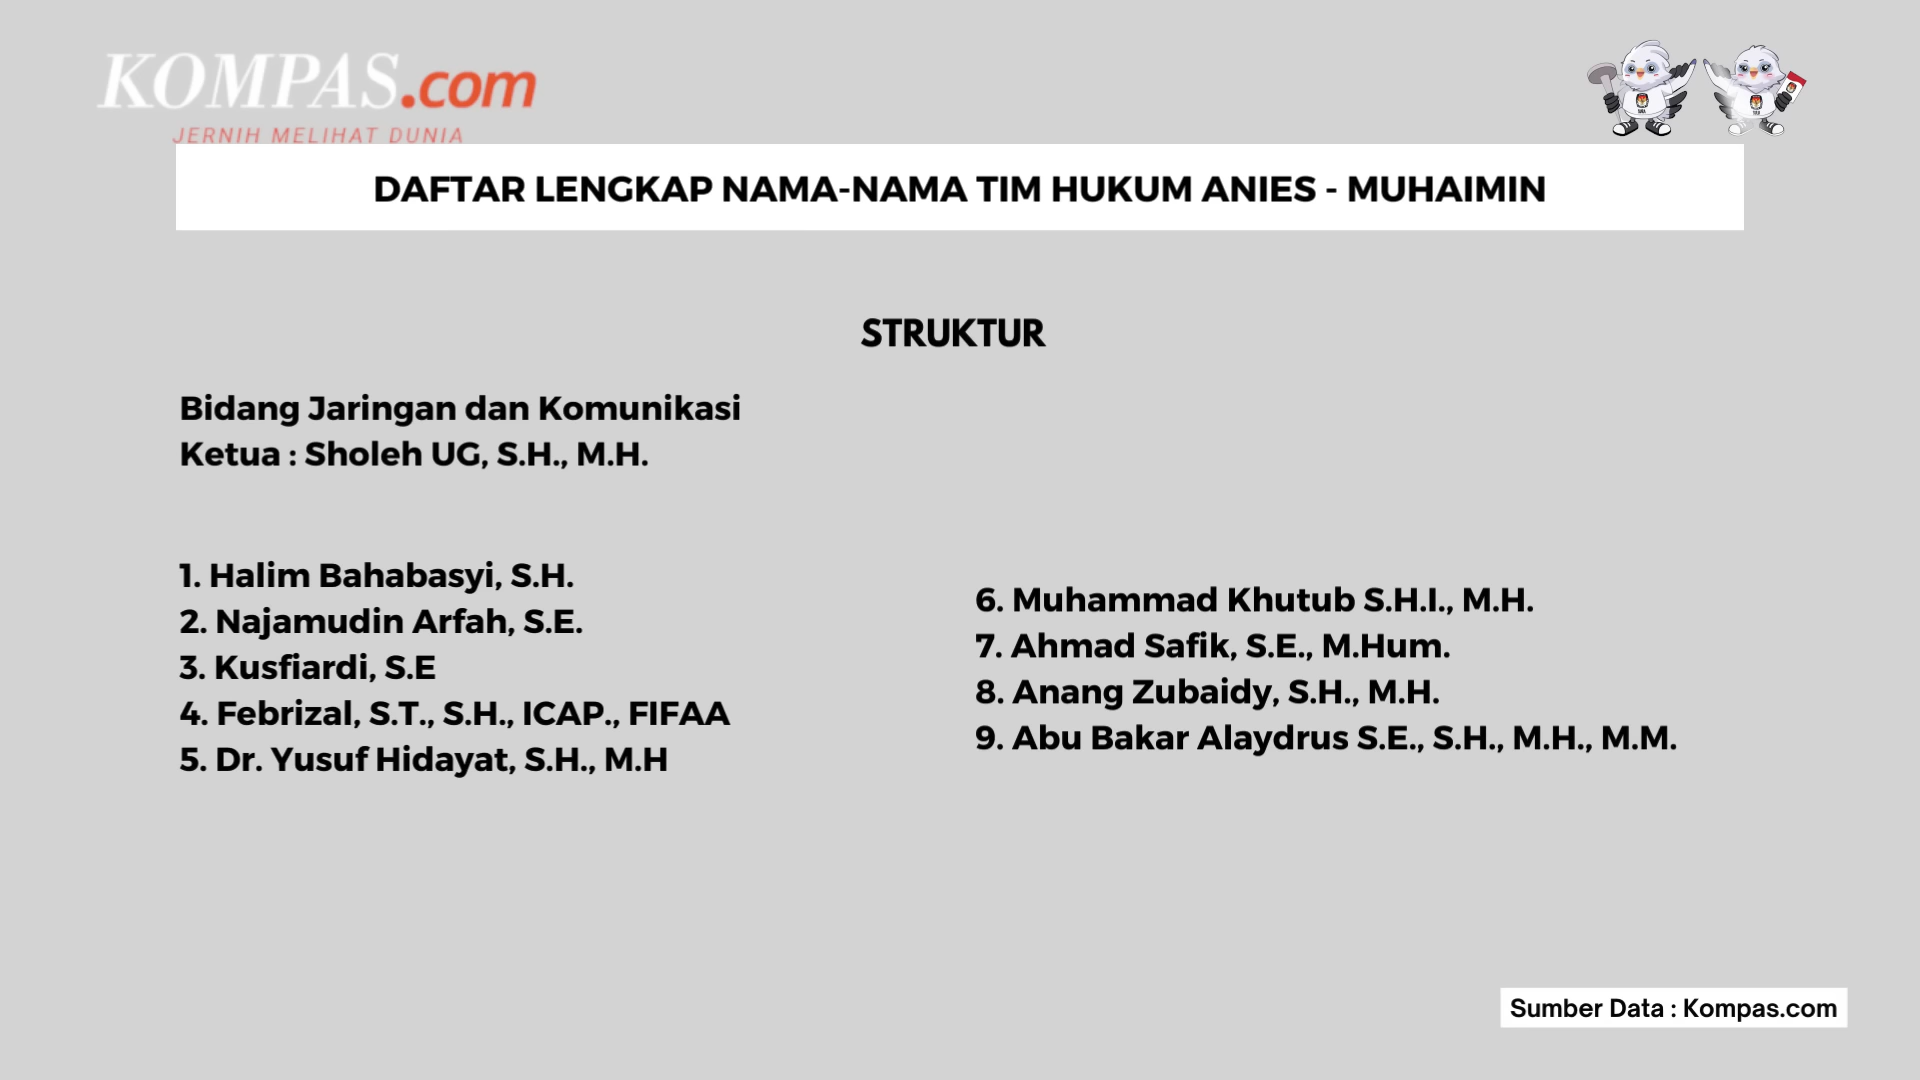 KOMPAS.com
JERNIH MELIHAT DUNIA
DAFTAR LENGKAP NAMA-NAMA TIM HUKUM ANIES - MUHAIMIN
STRUKTUR
Bidang Jaringan dan Komunikasi
Ketua : Sholeh UG, S.H., M.H.
1. Halim Bahabasyi, S.H.
2. Najamudin Arfah, S.E.
3. Kusfiardi, S.E
4. Febrizal, S.T., S.H., ICAP., FIFAA
5. Dr. Yusuf Hidayat, S.H., M.H
6. Muhammad Khutub S.H.I., M.H.
7. Ahmad Safik, S.E., M.Hum.
8. Anang Zubaidy, S.H., M.H.
9. Abu Bakar Alaydrus S.E., S.H., M.H., M.M.
Sumber Data : Kompas.com